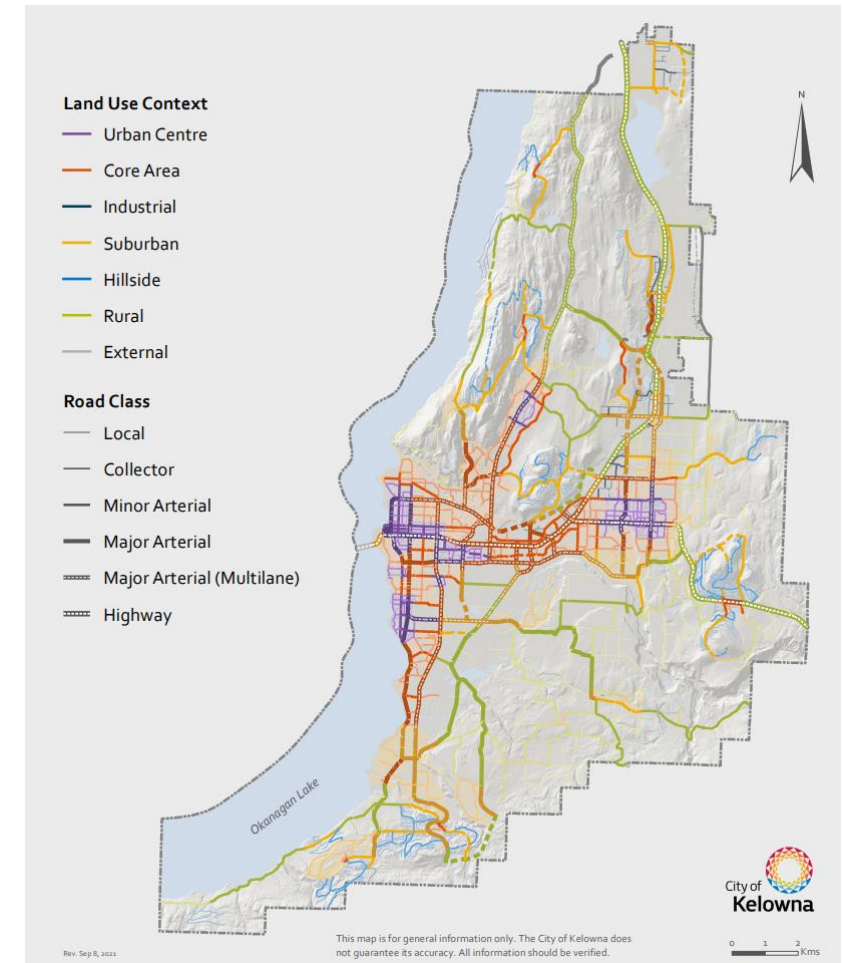 Land Use Context
Urban Centre
Core Area
Industrial
Suburban
Hillside
Rural
External
Road Class
Local
Collector
Minor Arterial
Major Arterial
Major Arterial (Multilane)
Highway
N
Okanagan Lake
City of
Kelowna
This map is for general information only. The City of Kelowna does
not guarantee its accuracy. All information should be verified.
Rev. Sep 8, 2021
0 1 2
Kms